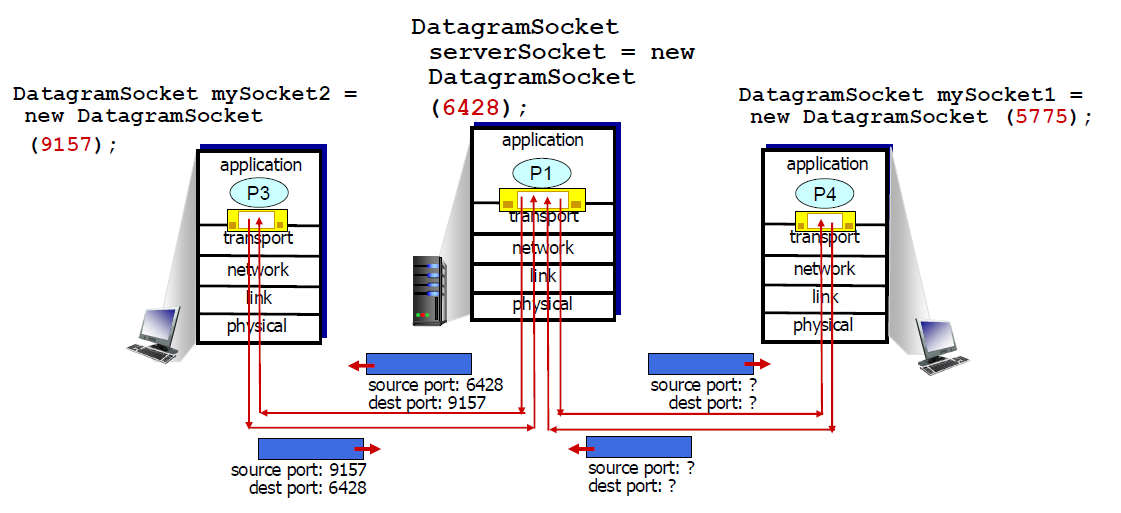 DatagramSocket
serverSocket = new
DatagramSocket
(6428);
DatagramSocket mySocket2 =
new DatagramSocket
(9157);
DatagramSocket mySocket1 =
new DatagramSocket (5775);
application
P3
transport
network
link
physical
application
P1
transport
network
link
physical
application
P4
transport
network
link
physical
source port: 6428
dest port: 9157
source port: ?
dest port: ?
source port: 9157
dest port: 6428
source port: ?
dest port: ?